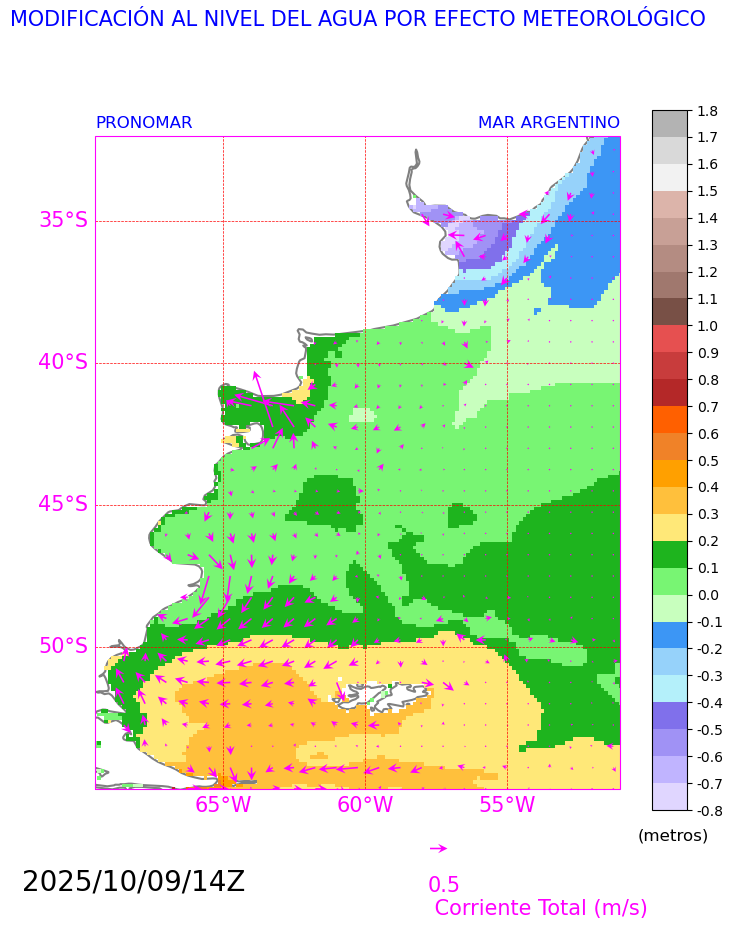 MODIFICACIÓN AL NIVEL DEL AGUA POR EFECTO METEOROLÓGICO
PRONOMAR MAR ARGENTINO
35°S
40°S
45°S
50°S
65°W 60°W 55°W
1.8
1.7
1.6
1.5
1.4
1.3
1.2
1.1
1.0
0.9
0.8
0.7
0.6
0.5
0.4
0.3
0.2
0.1
0.0
-0.1
-0.2
-0.3
-0.4
-0.5
-0.6
-0.7
-0.8
(metros)
2025/10/09/14Z
0.5
Corriente Total (m/s)